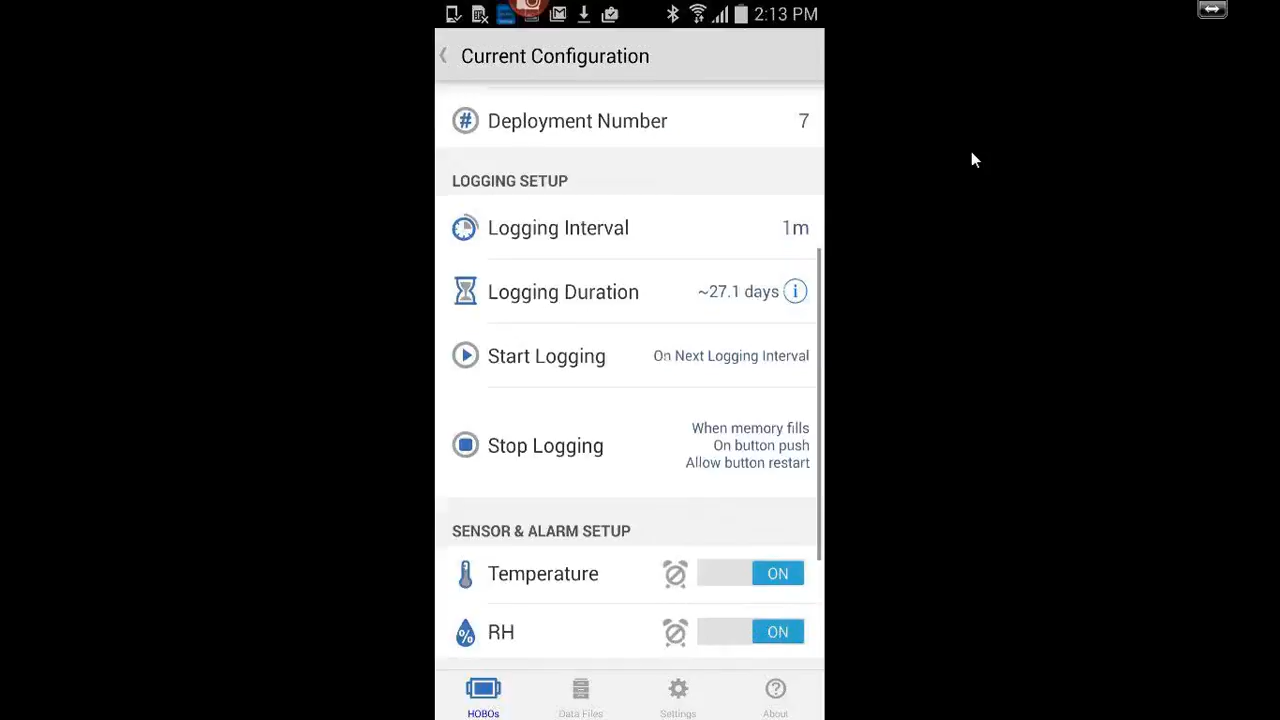 2:13 PM
Current Configuration
# Deployment Number 7
LOGGING SETUP
Logging Interval 1m
Logging Duration ~27.1 days i
Start Logging On Next Logging Interval
Stop Logging When memory fills
On button push
Allow button restart
SENSOR & ALARM SETUP
Temperature ON
% RH ON
HOBOs Data Files Settings ? About